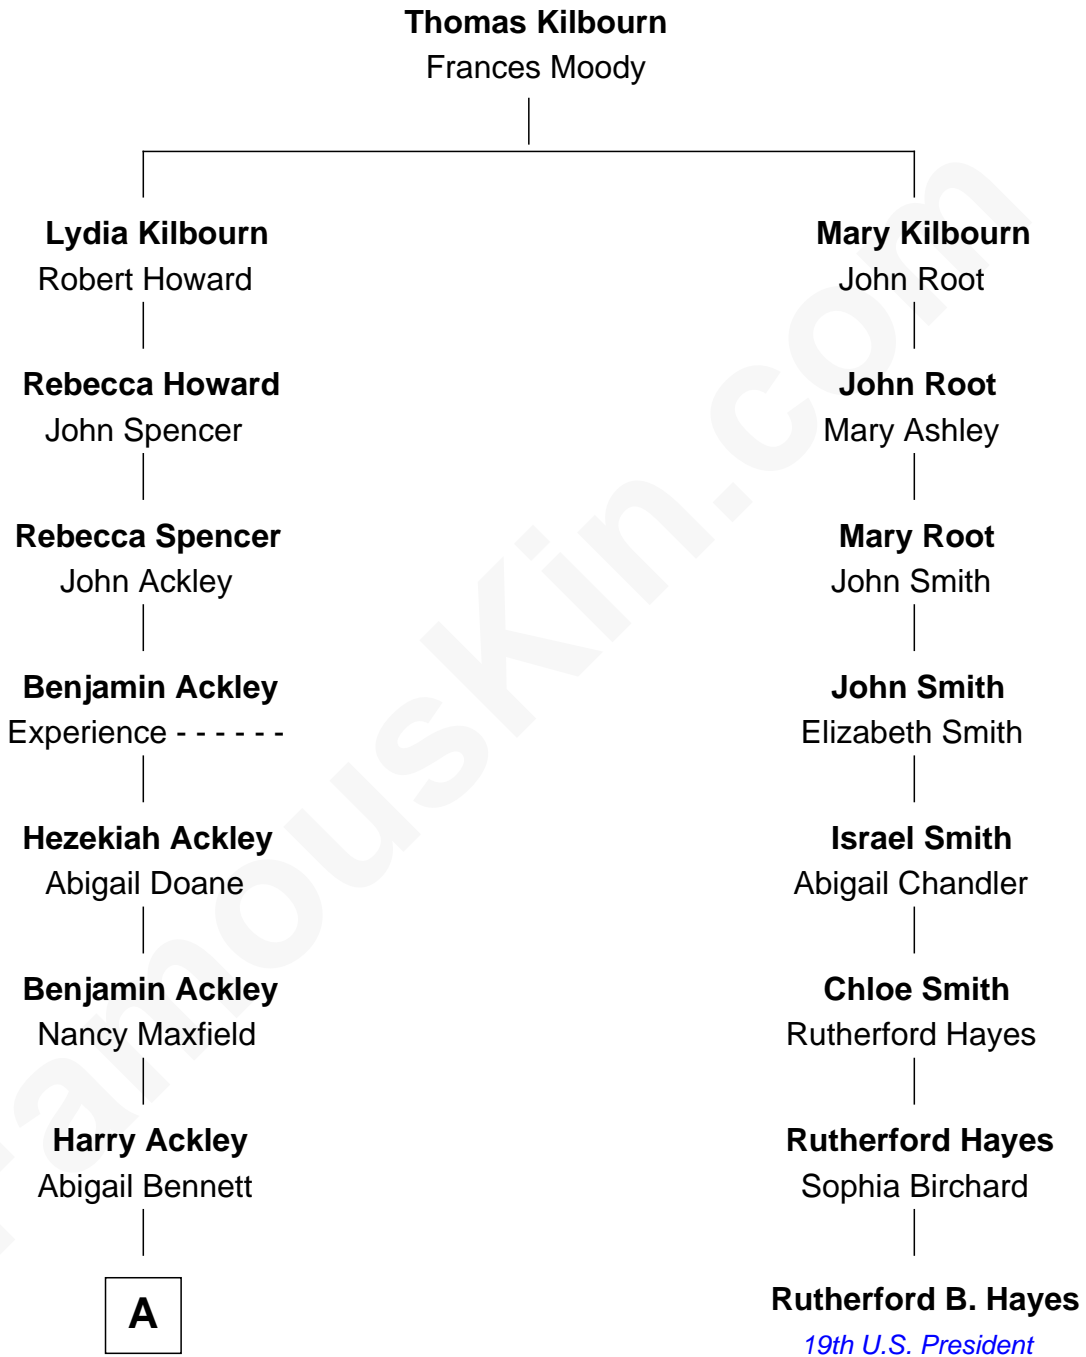 Thomas Kilbourn
Frances Moody
Lydia Kilbourn
Robert Howard
Mary Kilbourn
John Root
Rebecca Howard
John Spencer
John Root
Mary Ashley
Rebecca Spencer
John Ackley
Mary Root
John Smith
Benjamin Ackley
Experience - - - - - -
John Smith
Elizabeth Smith
Hezekiah Ackley
Abigail Doane
Israel Smith
Abigail Chandler
Benjamin Ackley
Nancy Maxfield
Chloe Smith
Rutherford Hayes
Harry Ackley
Abigail Bennett
Rutherford Hayes
Sophia Birchard
A
Rutherford B. Hayes
19th U.S. President
FamousKin.com